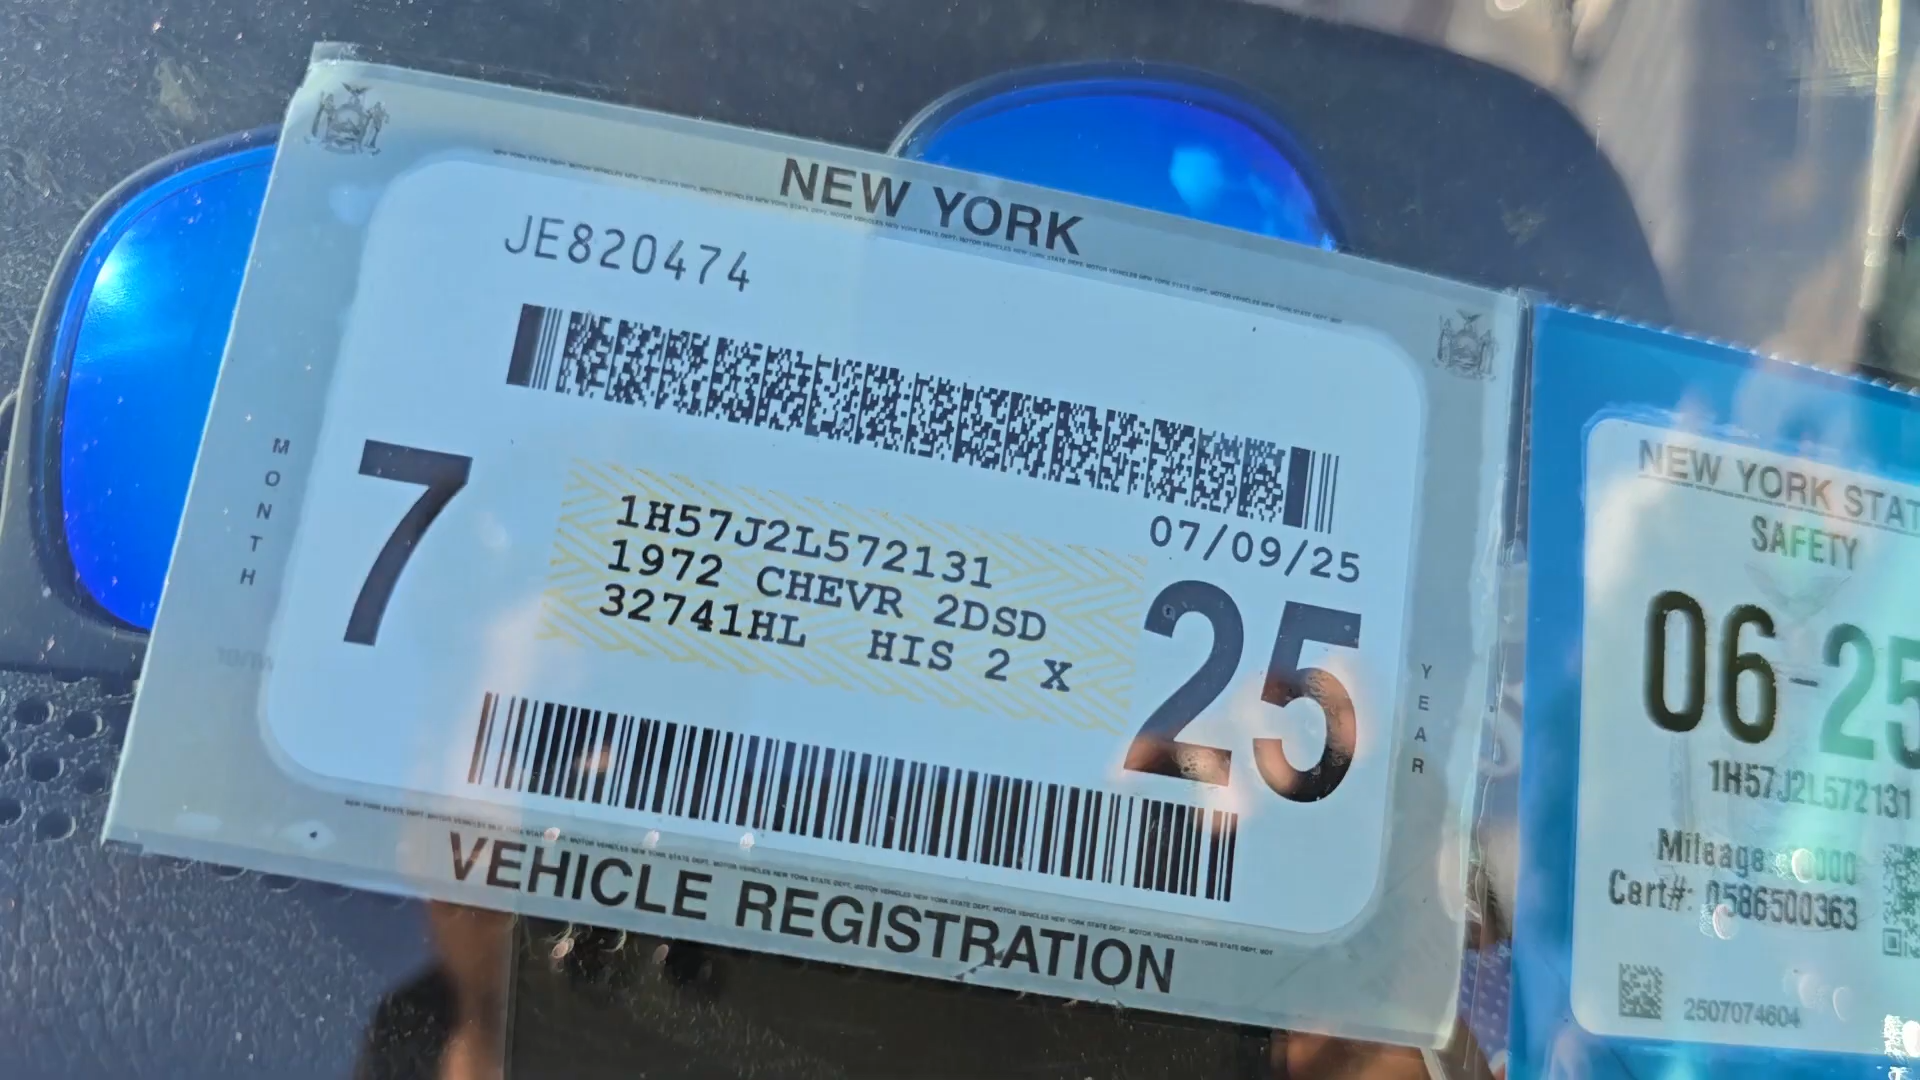 NEW YORK
JE820474
MONTH
7
1H57J2L572131
1972 CHEVR 2DSD
32741HL HIS 2 X
07/09/25
25
YEAR
VEHICLE REGISTRATION
NEW YORK STAT
SAFETY
06-25
1H57J2L572131
Mileage
Cert#: 0586500363
2507074604